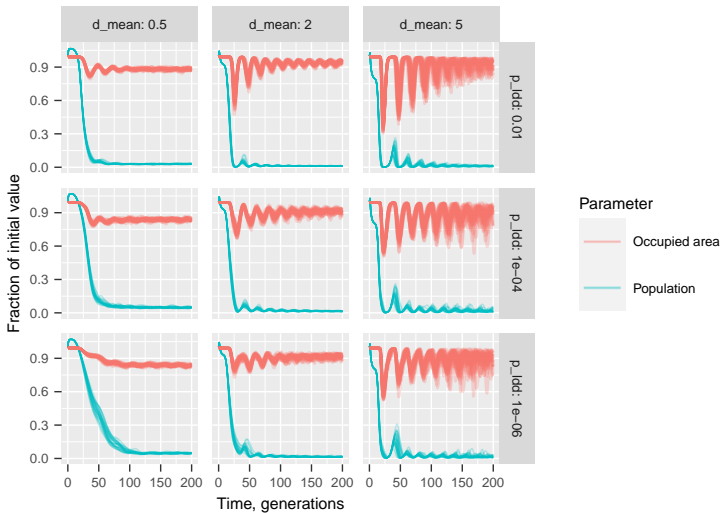 d_mean: 0.5 d_mean: 2 d_mean: 5
0.9
0.6
0.3
0.0
p_ldd: 0.01
0.9
0.6
0.3
0.0
p_ldd: 1e−04
0.9
0.6
0.3
0.0
p_ldd: 1e−06
0 50 100 150 200 0 50 100 150 200 0 50 100 150 200
Time, generations
Fraction of initial value
Parameter
Occupied area
Population